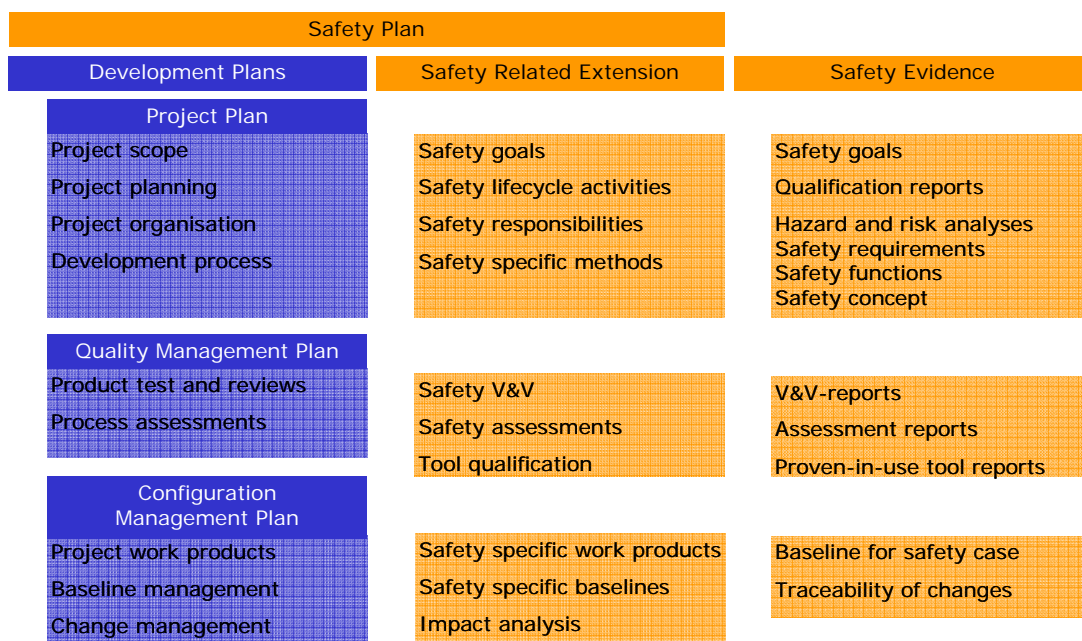 Safety Plan
Development Plans
Safety Related Extension
Safety Evidence
Project Plan
Project scope
Project planning
Project organisation
Development process
Safety goals
Safety lifecycle activities
Safety responsibilities
Safety specific methods
Safety goals
Qualification reports
Hazard and risk analyses
Safety requirements
Safety functions
Safety concept
Quality Management Plan
Product test and reviews
Process assessments
Safety V&V
Safety assessments
Tool qualification
V&V-reports
Assessment reports
Proven-in-use tool reports
Configuration
Management Plan
Project work products
Baseline management
Change management
Safety specific work products
Safety specific baselines
Impact analysis
Baseline for safety case
Traceability of changes